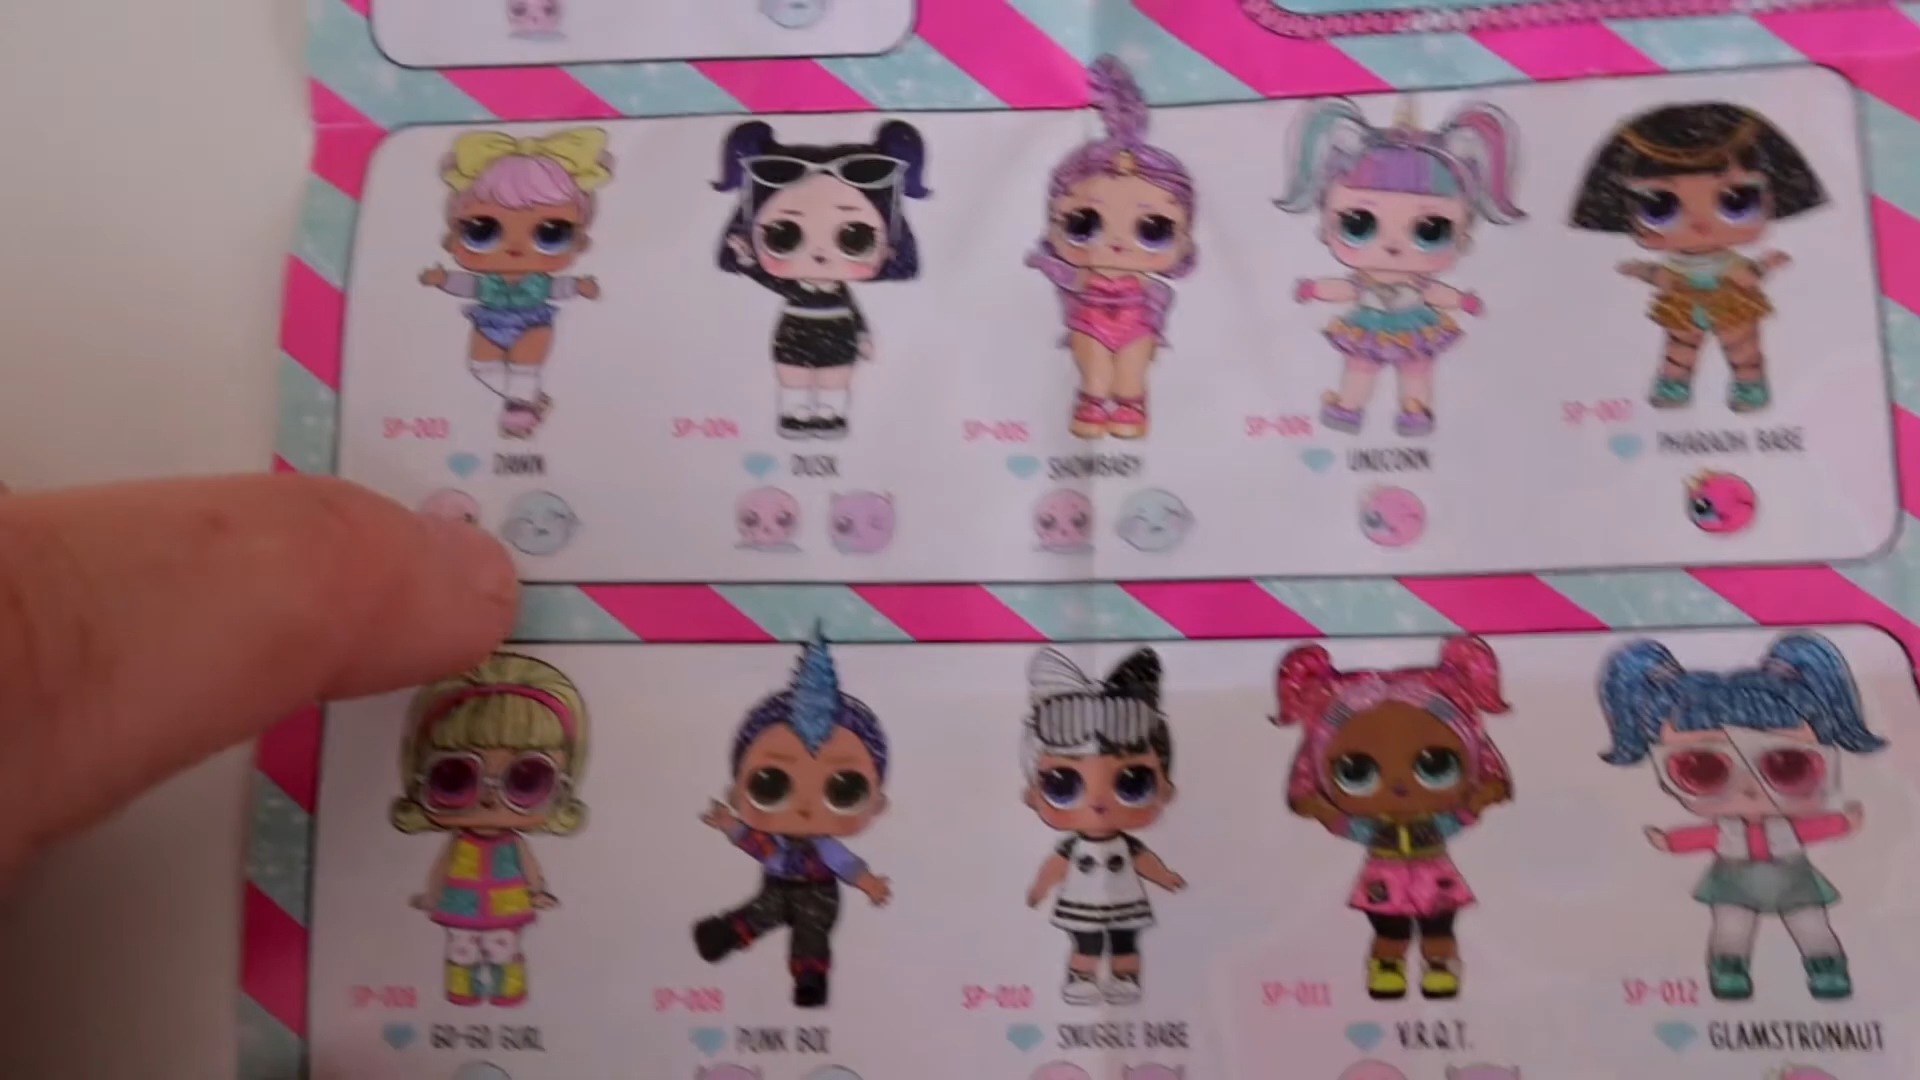 SP-003
DAWN
SP-004
DUSK
SP-005
SHOWBABY
SP-006
UNICORN
SP-007
PHARAOH BABE
SP-008
GO-GO GURL
SP-009
PUNK BOI
SP-010
SNUGGLE BABE
SP-011
V.R.Q.T.
SP-012
GLAMSTRONAUT